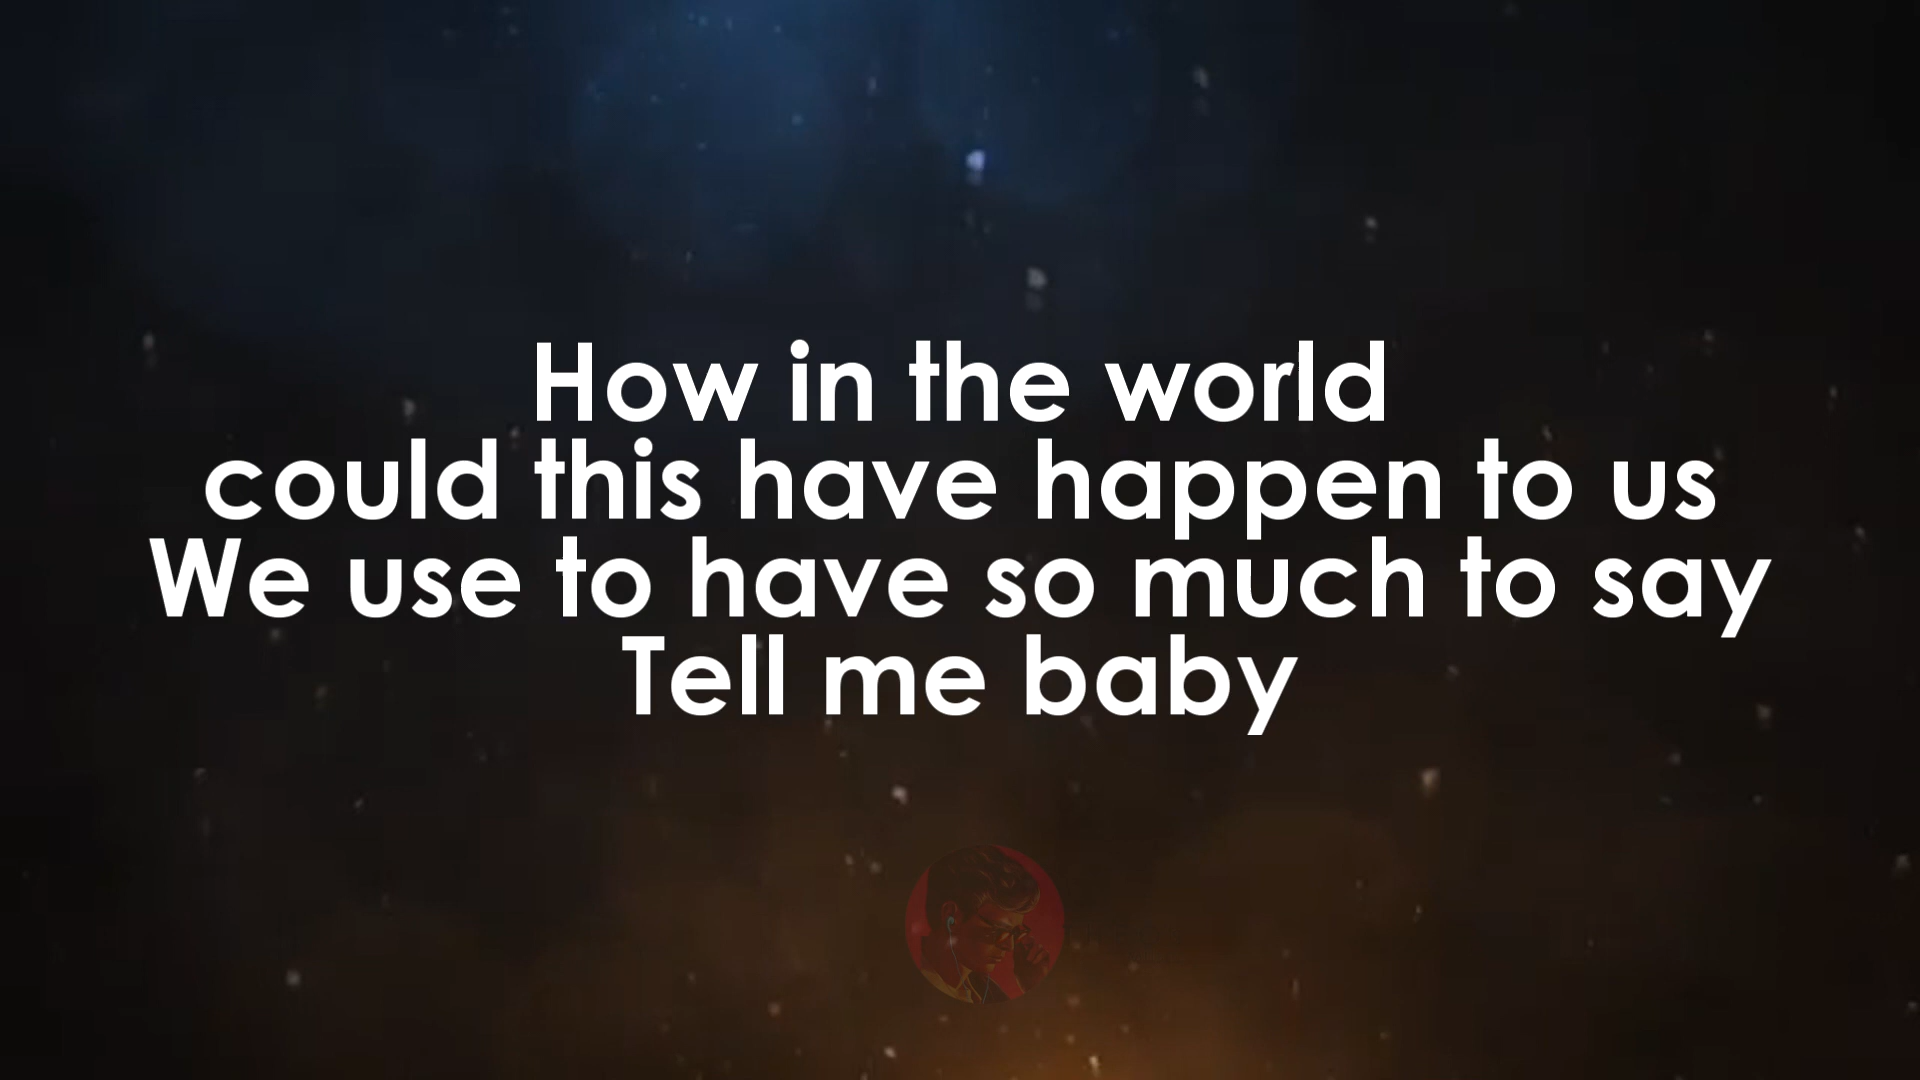 How in the world
could this have happen to us
We use to have so much to say
Tell me baby